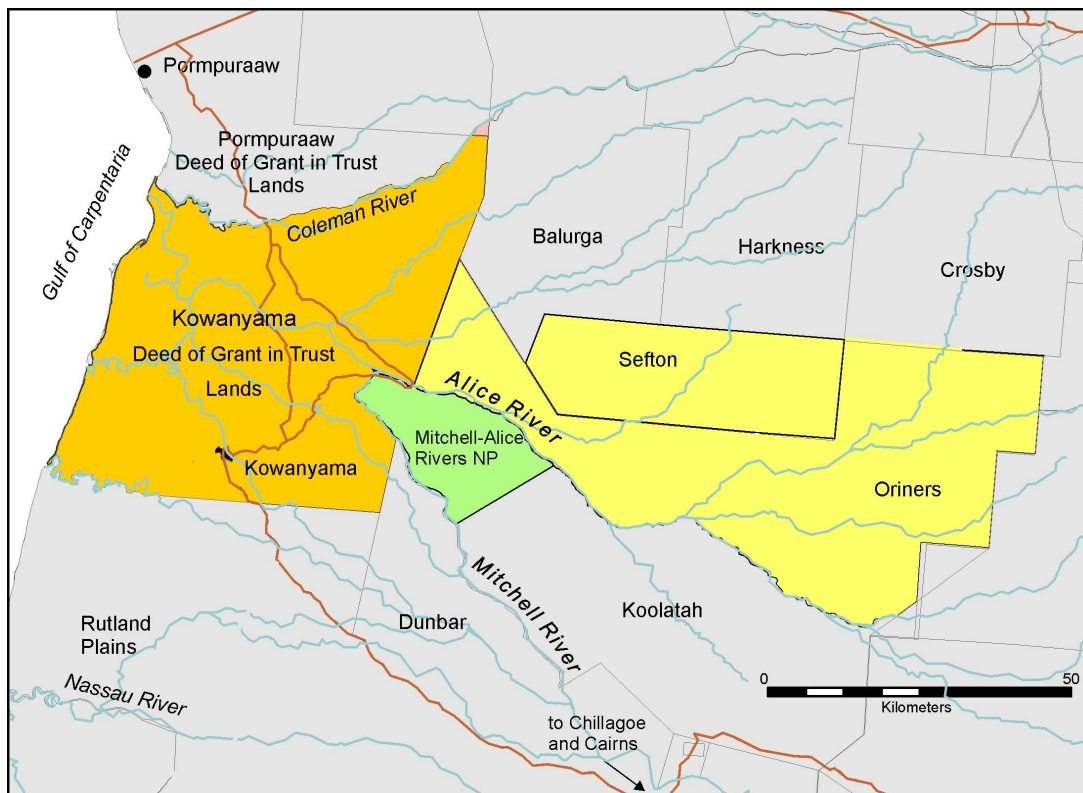 Pormpuraaw
Pormpuraaw
Deed of Grant in Trust
Lands
Gulf of Carpentaria
Coleman River
Balurga
Harkness
Crosby
Kowanyama
Deed of Grant in Trust
Lands
Sefton
Alice River
Mitchell-Alice
Rivers NP
Kowanyama
Oriners
Mitchell River
Koolatah
Dunbar
Rutland
Plains
Nassau River
0
50
Kilometers
to Chillagoe
and Cairns